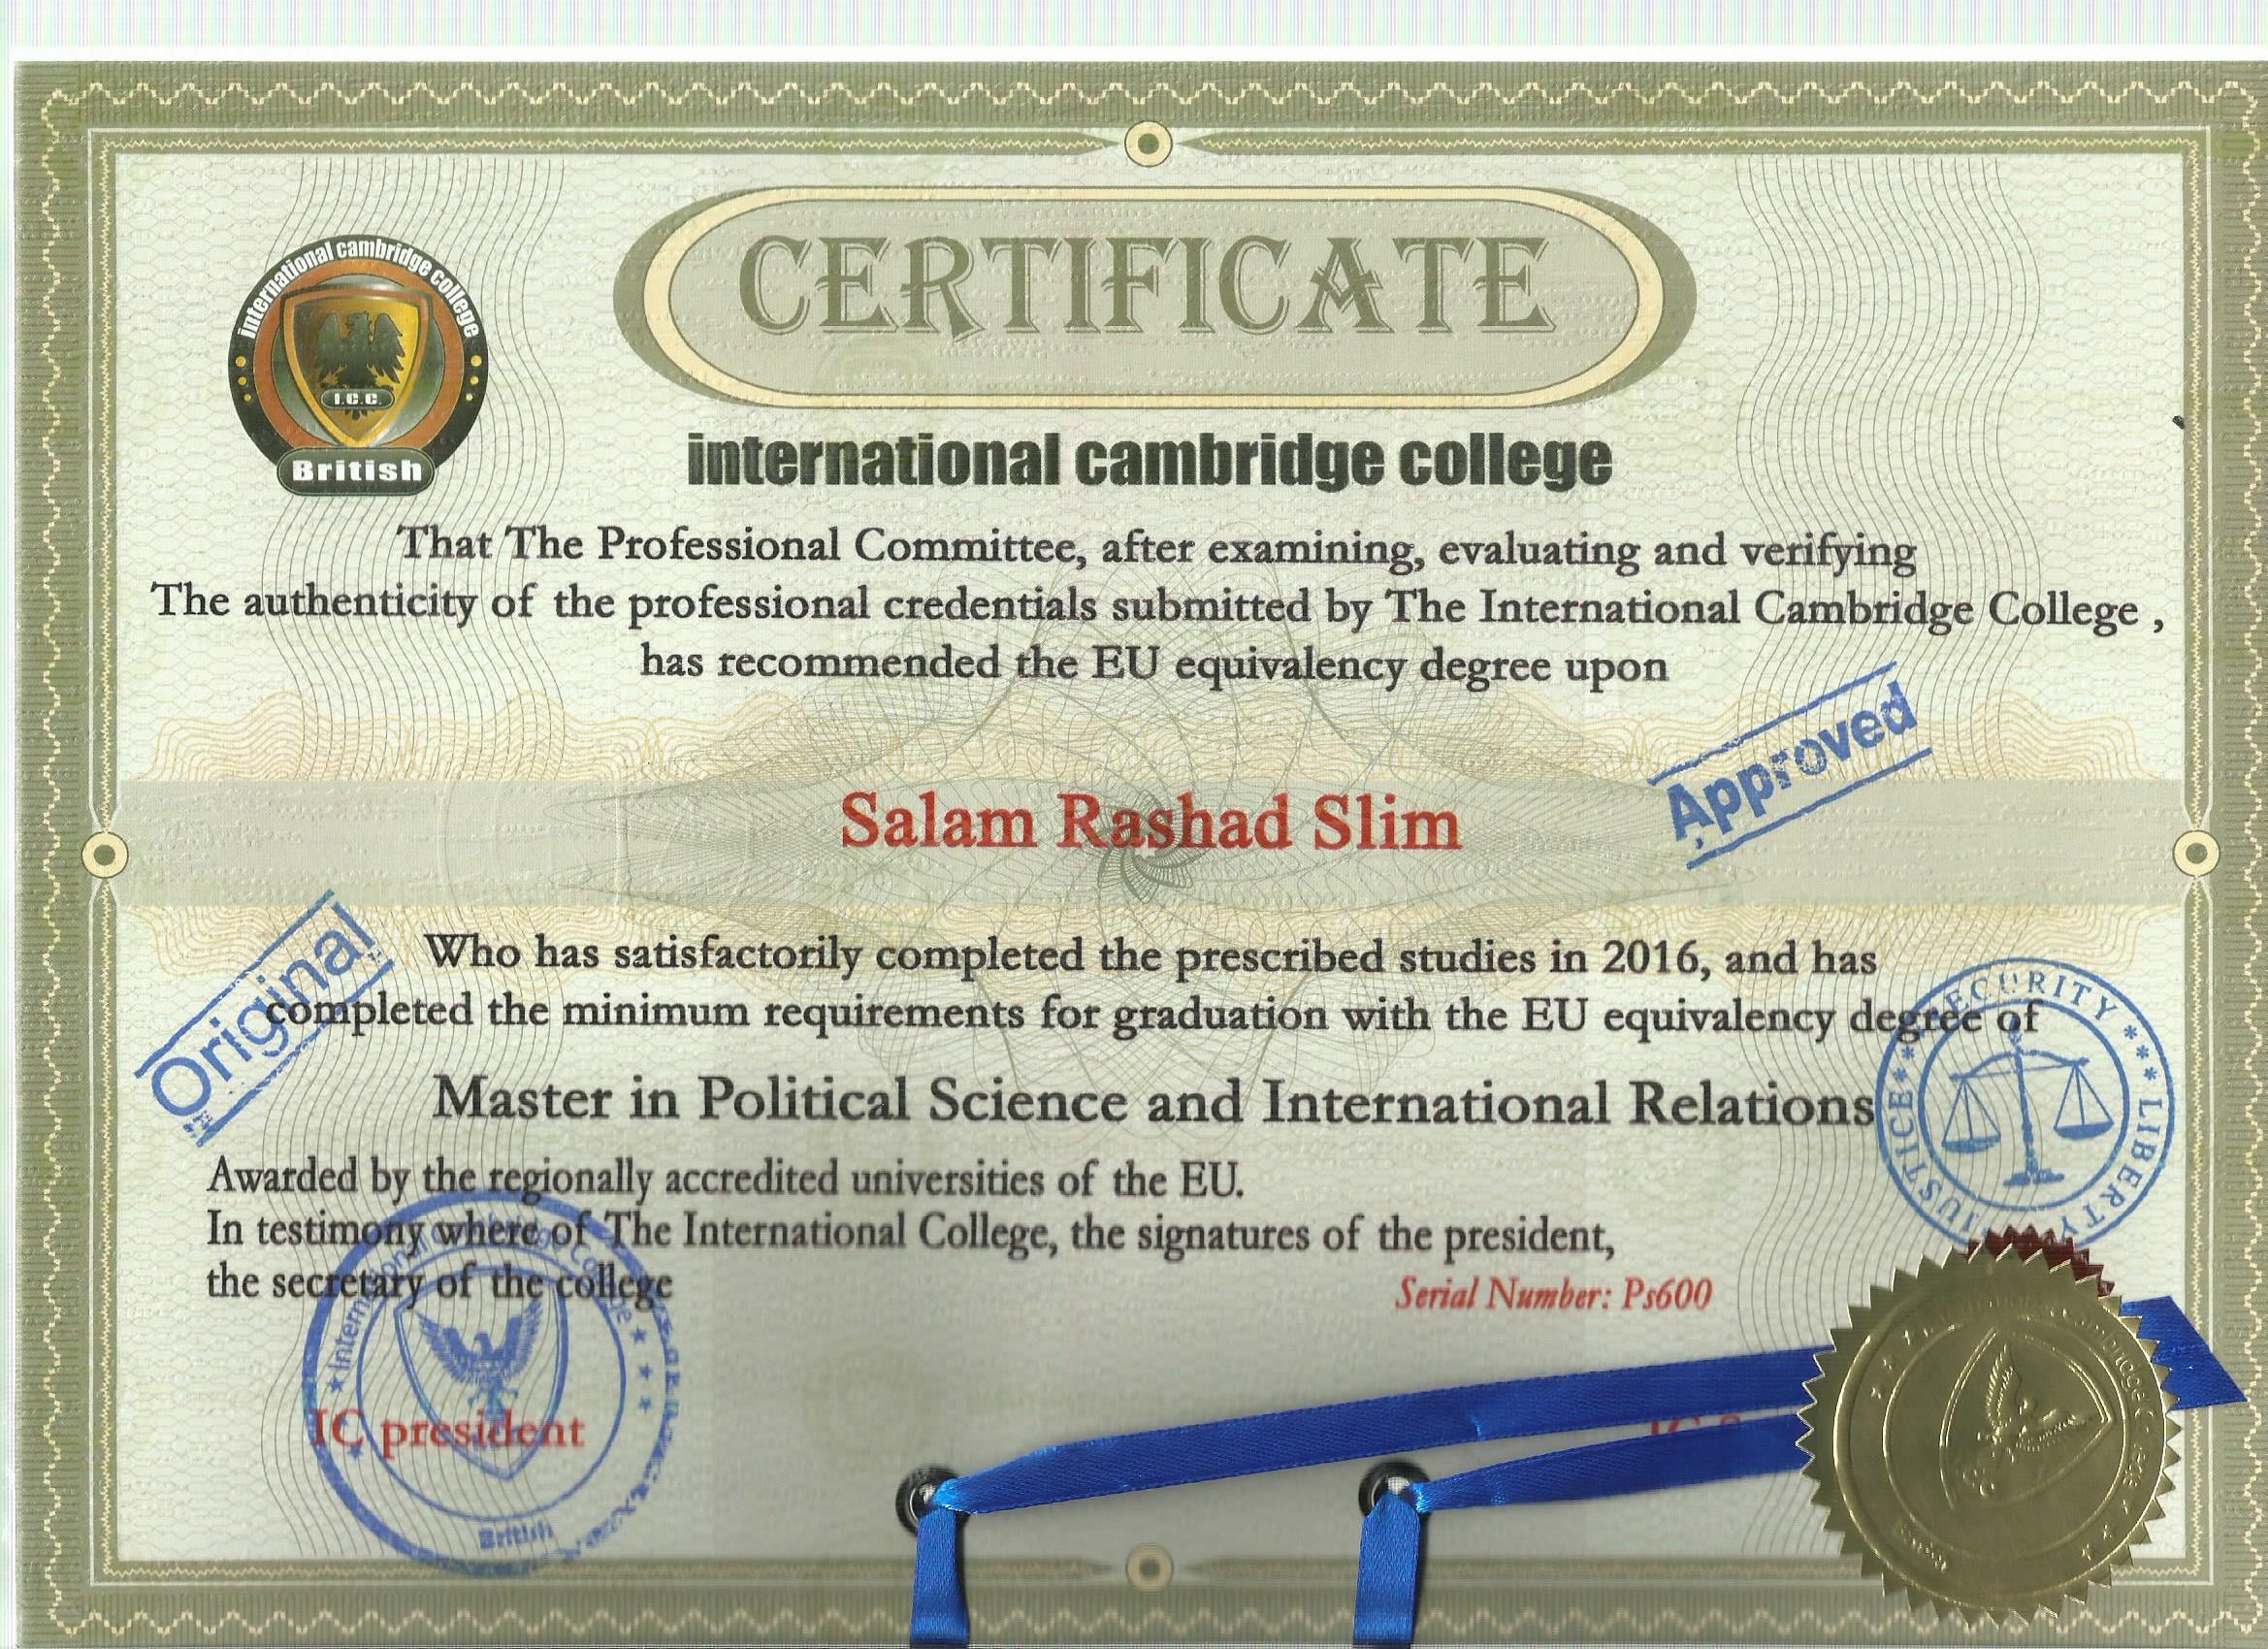 CERTIFICATE
international cambridge college
I.C.C.
British
international cambridge college
That The Professional Committee, after examining, evaluating and verifying
The authenticity of the professional credentials submitted by The International Cambridge College ,
has recommended the EU equivalency degree upon
Approved
Salam Rashad Slim
Original
Who has satisfactorily completed the prescribed studies in 2016, and has
completed the minimum requirements for graduation with the EU equivalency degree of
SECURITY *** LIBERTY
JUSTICE
Master in Political Science and International Relations
Awarded by the regionally accredited universities of the EU.
In testimony where of The International College, the signatures of the president,
the secretary of the college
Serial Number: Ps600
IC president
IC
British